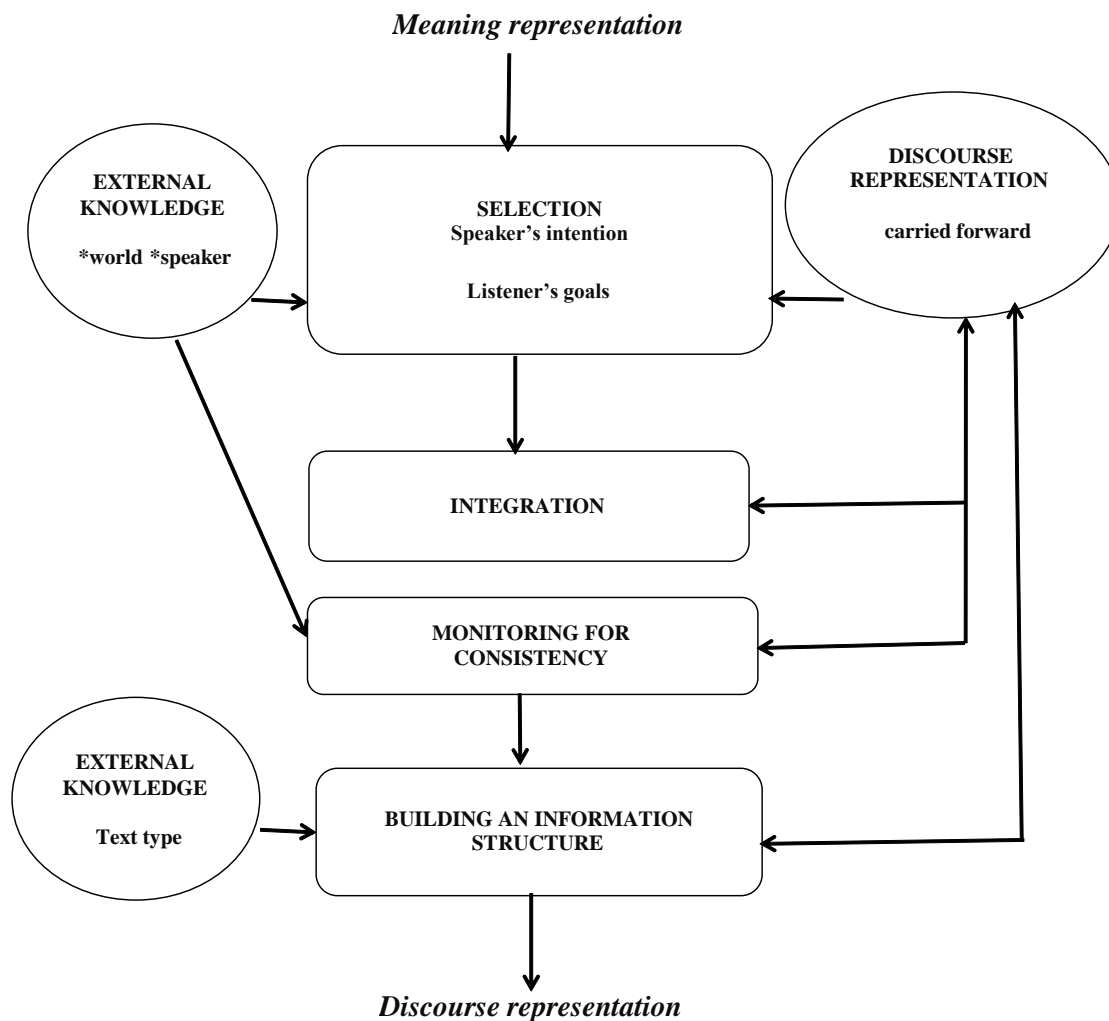 Meaning representation
EXTERNAL
KNOWLEDGE
*world *speaker
SELECTION
Speaker’s intention
Listener’s goals
DISCOURSE
REPRESENTATION
carried forward
INTEGRATION
MONITORING FOR
CONSISTENCY
EXTERNAL
KNOWLEDGE
Text type
BUILDING AN INFORMATION
STRUCTURE
Discourse representation